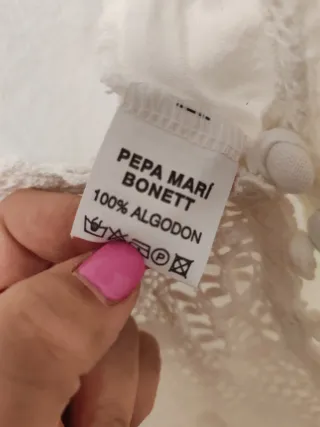 PEPA MARÍ
BONETT
100% ALGODON
P